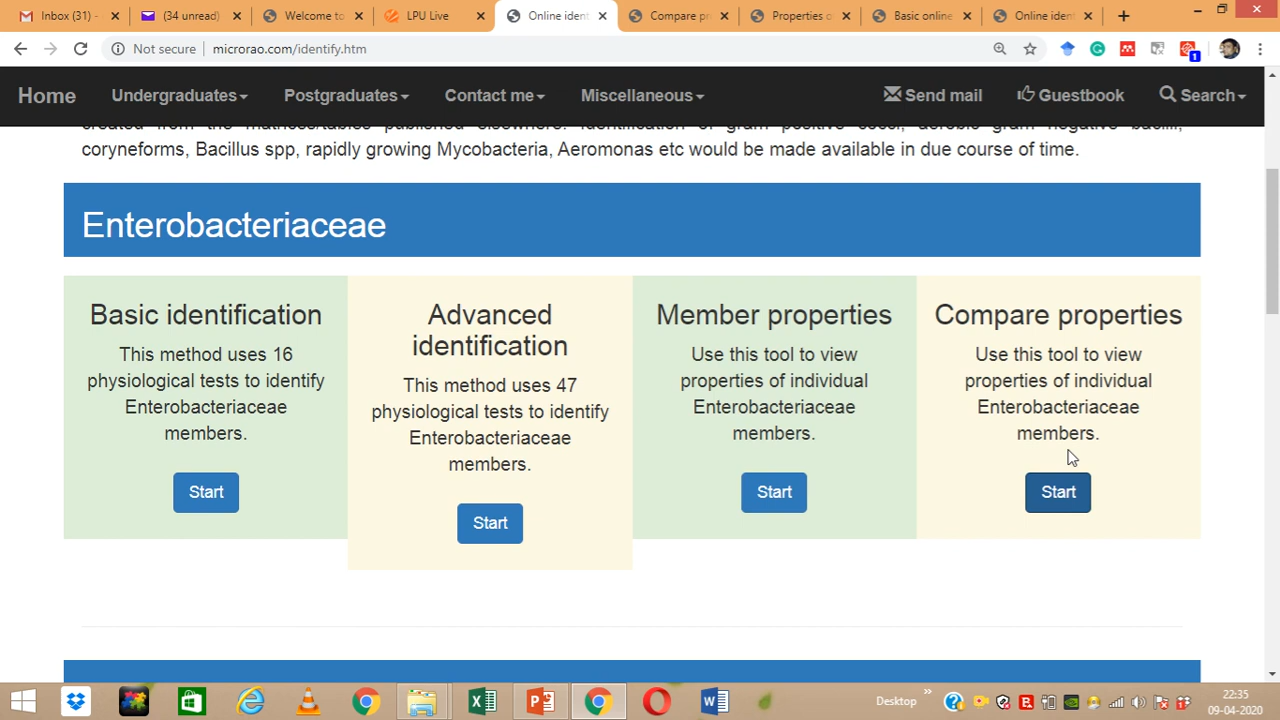 Inbox (31) -
(34 unread)
Welcome to
LPU Live
Online iden
Compare pr
Properties o
Basic online
Online iden
Not secure
microrao.com/identify.htm
1
Home
Undergraduates
Postgraduates
Contact me
Miscellaneous
Send mail
Guestbook
Search
coryneforms, Bacillus spp, rapidly growing Mycobacteria, Aeromonas etc would be made available in due course of time.
Enterobacteriaceae
Basic identification
This method uses 16
physiological tests to identify
Enterobacteriaceae
members.
Start
Advanced
identification
This method uses 47
physiological tests to identify
Enterobacteriaceae
members.
Start
Member properties
Use this tool to view
properties of individual
Enterobacteriaceae
members.
Start
Compare properties
Use this tool to view
properties of individual
Enterobacteriaceae
members.
Start
Desktop
22:35
09-04-2020